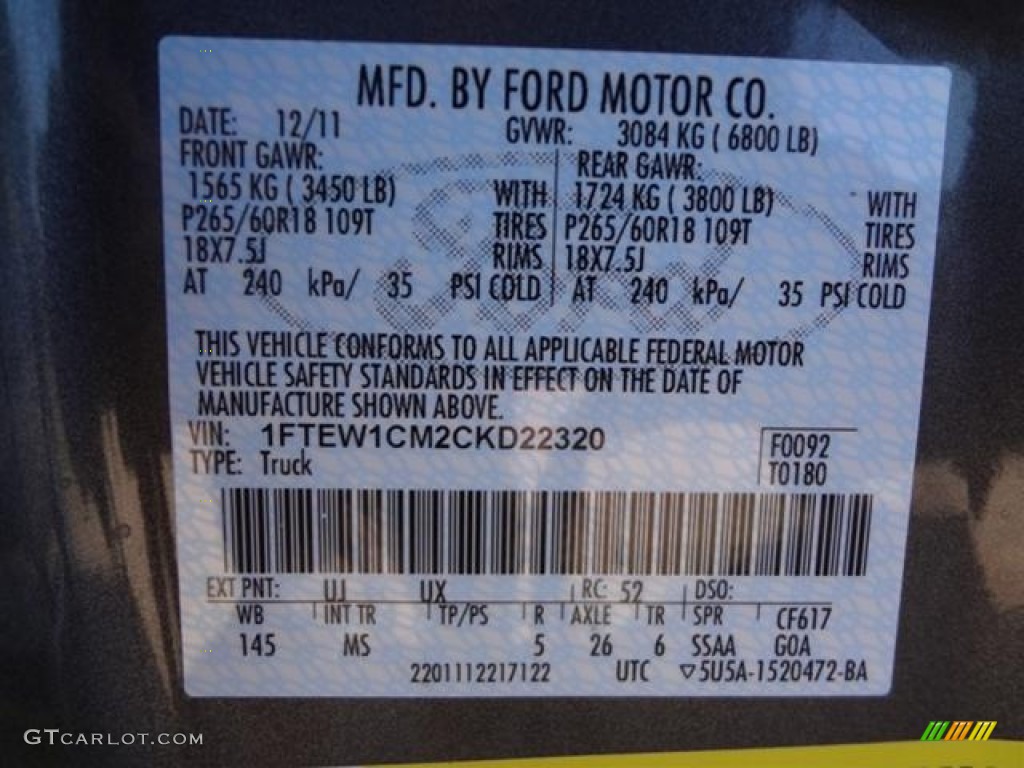 MFD. BY FORD MOTOR CO.
DATE: 12/11 GVWR: 3084 KG ( 6800 LB)
FRONT GAWR: REAR GAWR:
1565 KG ( 3450 LB) WITH 1724 KG ( 3800 LB) WITH
P265/60R18 109T TIRES P265/60R18 109T TIRES
18X7.5J RIMS 18X7.5J RIMS
AT 240 kPa/ 35 PSI COLD AT 240 kPa/ 35 PSI COLD
THIS VEHICLE CONFORMS TO ALL APPLICABLE FEDERAL MOTOR
VEHICLE SAFETY STANDARDS IN EFFECT ON THE DATE OF
MANUFACTURE SHOWN ABOVE.
VIN: 1FTEW1CM2CKD22320 F0092
TYPE: Truck T0180
EXT PNT: UJ UX RC: 52 DSO:
WB INT TR TP/PS R AXLE TR SPR CF617
145 MS 5 26 6 SSAA GOA
2201112217122 UTC ▽5U5A-1520472-BA
GTCARLOT.COM